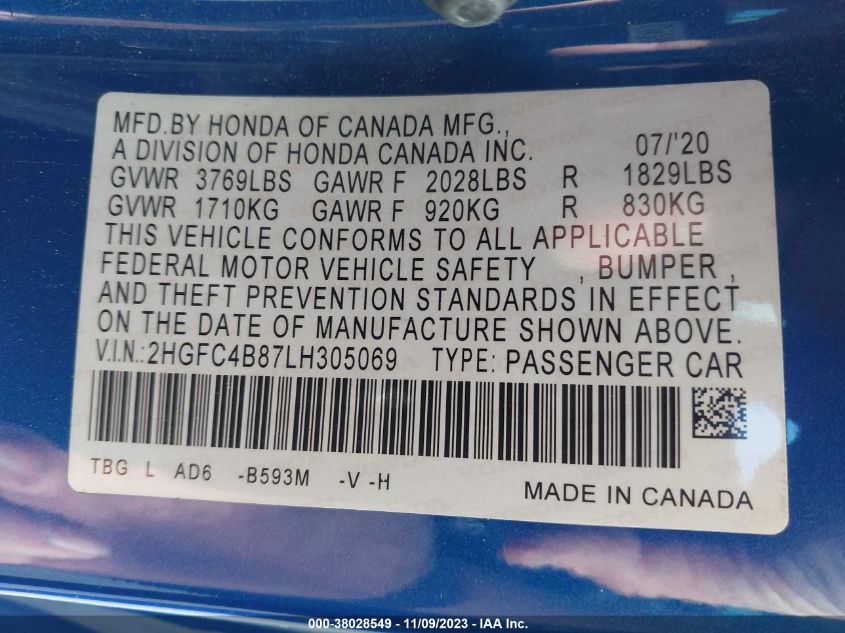 MFD.BY HONDA OF CANADA MFG.,
A DIVISION OF HONDA CANADA INC. 07/'20
GVWR 3769LBS GAWR F 2028LBS R 1829LBS
GVWR 1710KG GAWR F 920KG R 830KG
THIS VEHICLE CONFORMS TO ALL APPLICABLE
FEDERAL MOTOR VEHICLE SAFETY , BUMPER ,
AND THEFT PREVENTION STANDARDS IN EFFECT
ON THE DATE OF MANUFACTURE SHOWN ABOVE.
V.I.N.:2HGFC4B87LH305069 TYPE: PASSENGER CAR
TBG L AD6 -B593M -V -H
MADE IN CANADA
000-38028549 - 11/09/2023 - IAA Inc.